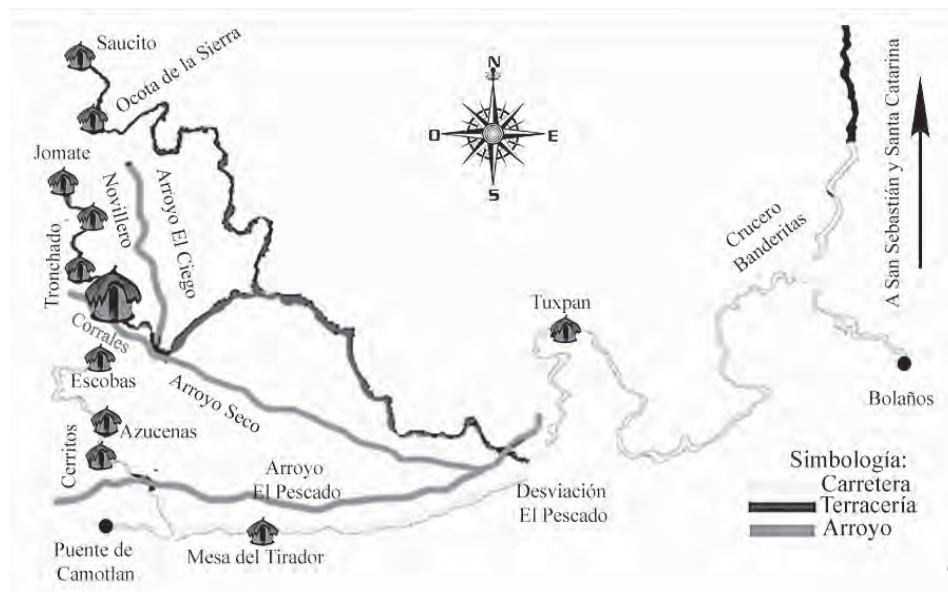 Saucito
Ocota de la Sierra
Jomate
Novillero
Arroyo El Ciego
Tronchado
Corrales
Escobas
Arroyo Seco
Azucenas
Cerritos
Arroyo
El Pescado
Puente de
Camotlan
Mesa del Tirador
Desviación
El Pescado
Tuxpan
N
O
E
S
Crucero
Banderitas
A San Sebastián y Santa Catarina
Bolaños
Simbología:
Carretera
Terracería
Arroyo